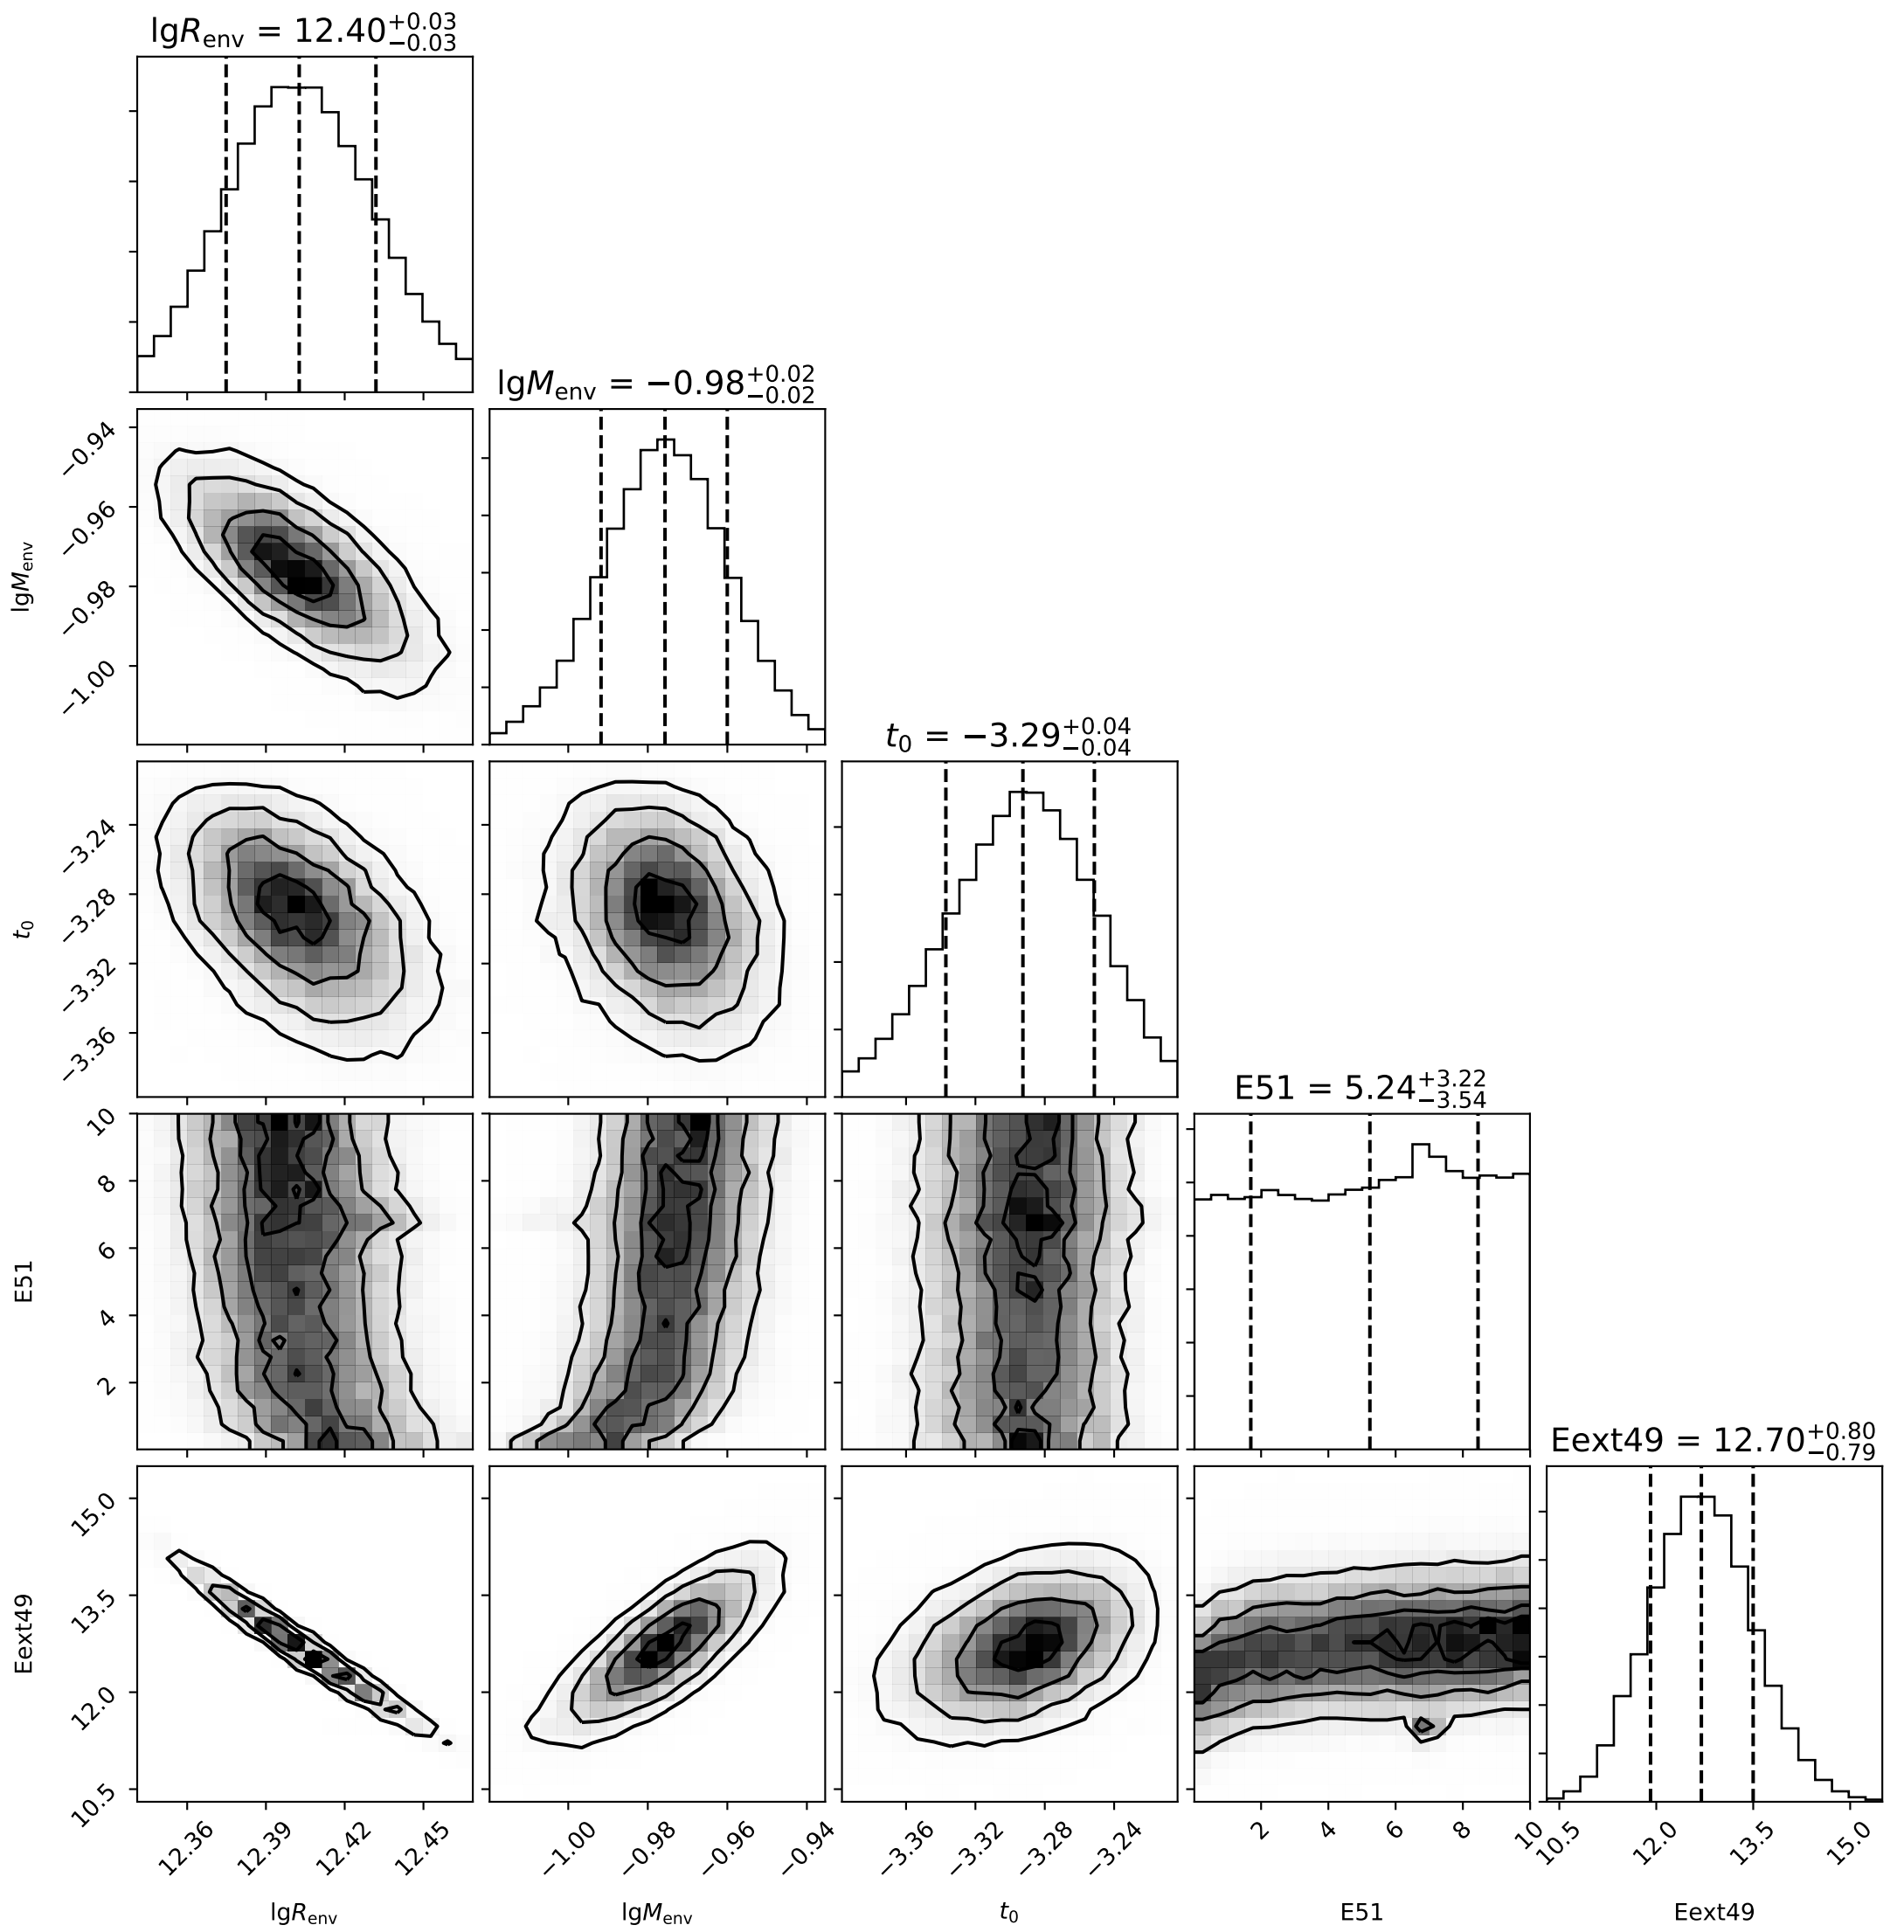 lgR_env = 12.40 +0.03 −0.03
lgM_env = −0.98 +0.02 −0.02
−0.94
−0.96
−0.98
−1.00
lgM_env
t_0 = −3.29 +0.04 −0.04
−3.24
−3.28
−3.32
−3.36
t_0
E51 = 5.24 +3.22 −3.54
10
8
6
4
2
E51
Eext49 = 12.70 +0.80 −0.79
15.0
13.5
12.0
10.5
Eext49
12.36 12.39 12.42 12.45
−1.00 −0.98 −0.96 −0.94
−3.36 −3.32 −3.28 −3.24
2 4 6 8 10
10.5 12.0 13.5 15.0
lgR_env lgM_env t_0 E51 Eext49